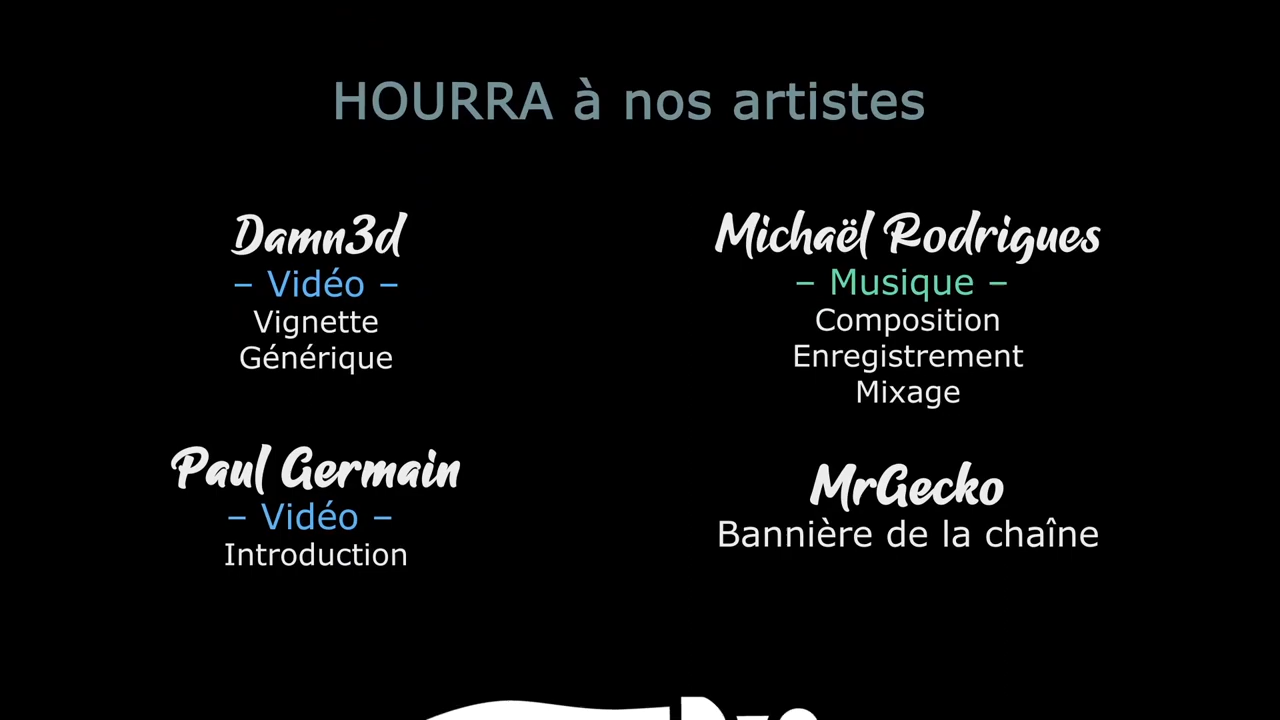 HOURRA à nos artistes
Damn3d
– Vidéo –
Vignette
Générique
Michaël Rodrigues
– Musique –
Composition
Enregistrement
Mixage
Paul Germain
– Vidéo –
Introduction
MrGecko
Bannière de la chaîne